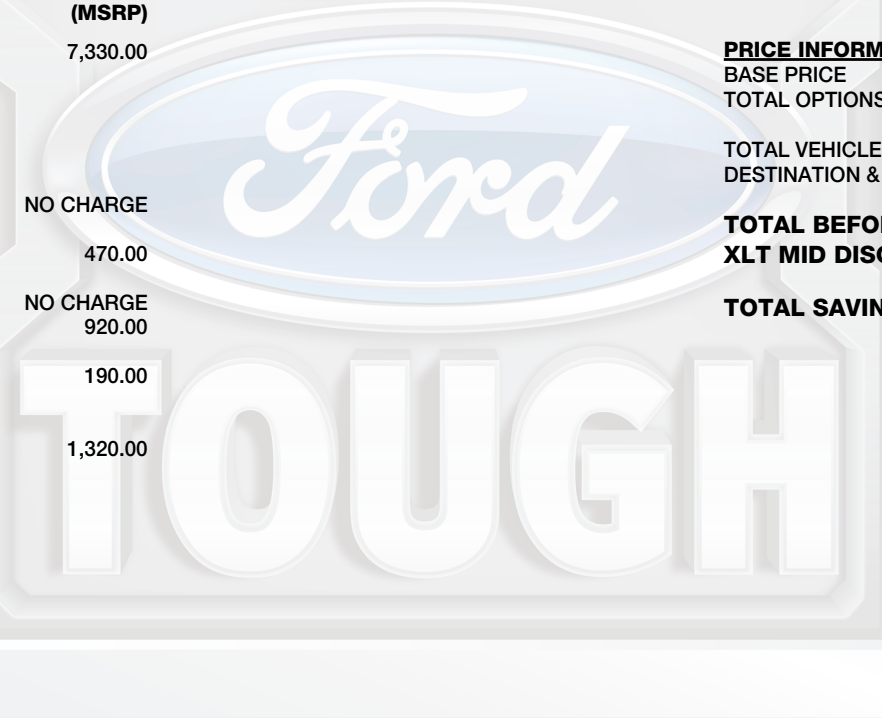 (MSRP)
7,330.00
NO CHARGE
470.00
NO CHARGE
920.00
190.00
1,320.00
PRICE INFORM
BASE PRICE
TOTAL OPTIONS
TOTAL VEHICLE
DESTINATION &
TOTAL BEFO
XLT MID DISC
TOTAL SAVIN
Ford
TOUGH